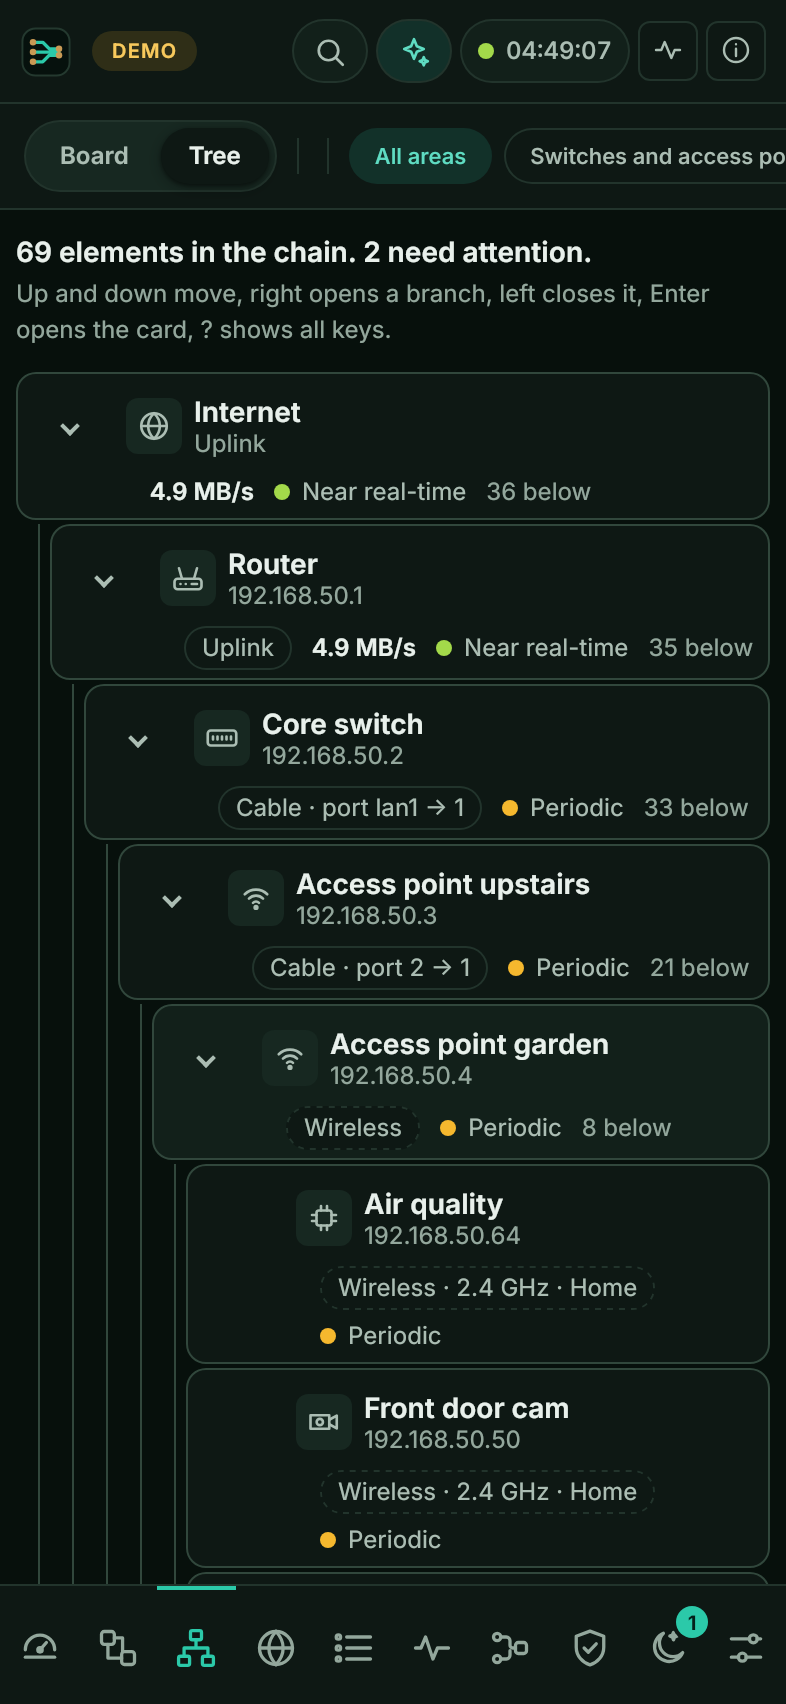 DEMO
04:49:07
Board
Tree
All areas
Switches and access po
69 elements in the chain. 2 need attention.
Up and down move, right opens a branch, left closes it, Enter
opens the card, ? shows all keys.
Internet
Uplink
4.9 MB/s Near real-time 36 below
Router
192.168.50.1
Uplink 4.9 MB/s Near real-time 35 below
Core switch
192.168.50.2
Cable · port lan1 → 1 Periodic 33 below
Access point upstairs
192.168.50.3
Cable · port 2 → 1 Periodic 21 below
Access point garden
192.168.50.4
Wireless Periodic 8 below
Air quality
192.168.50.64
Wireless · 2.4 GHz · Home
Periodic
Front door cam
192.168.50.50
Wireless · 2.4 GHz · Home
Periodic
1